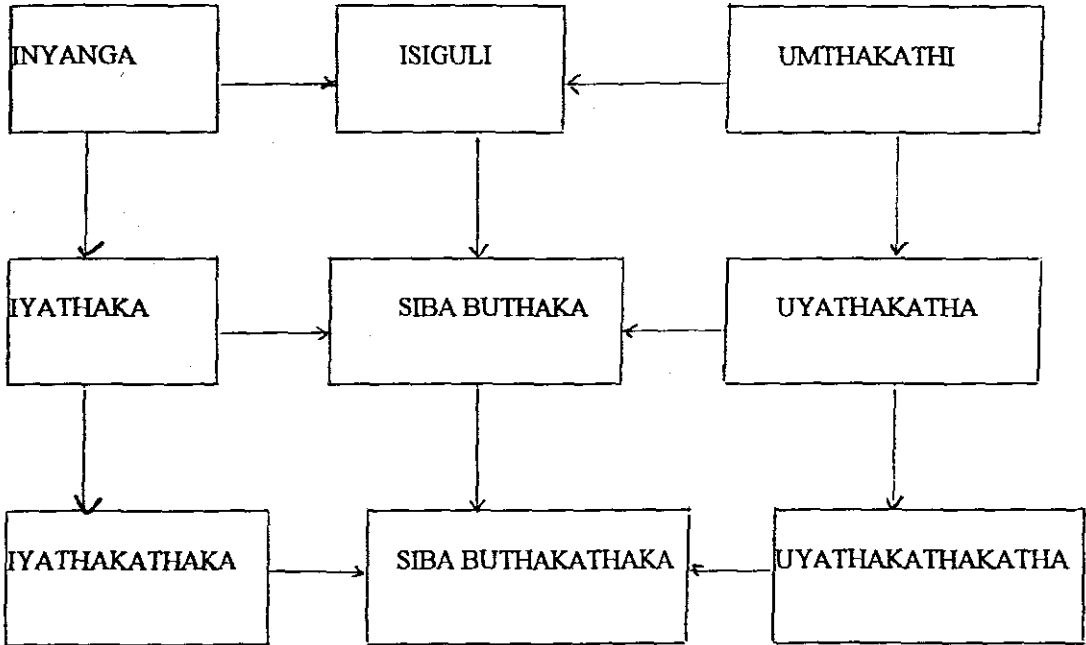 INYANGA
ISIGULI
UMTHAKATHI
IYATHAKA
SIBA BUTHAKA
UYATHAKATHA
IYATHAKATHAKA
SIBA BUTHAKATHAKA
UYATHAKATHAKATHA